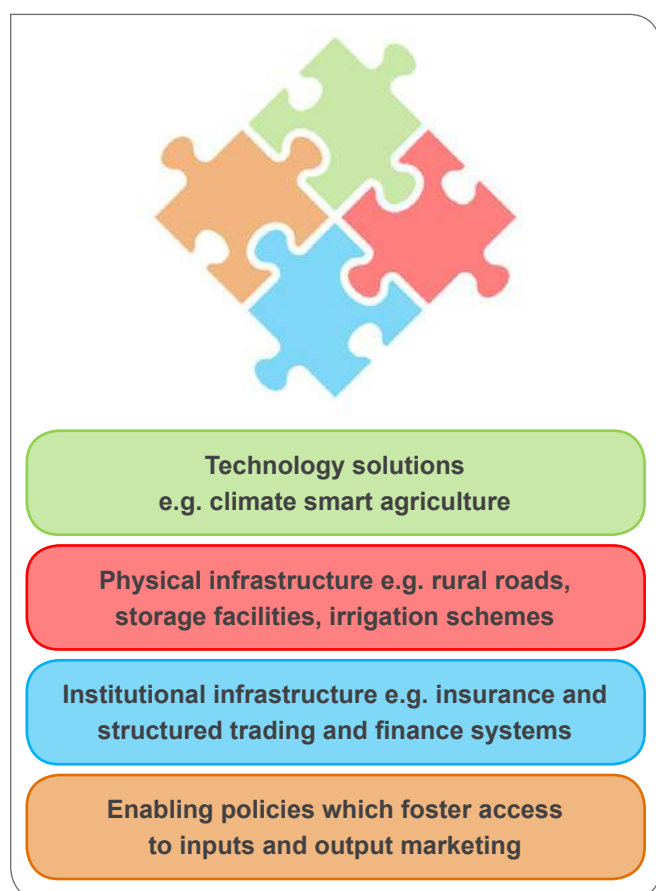 Technology solutions
e.g. climate smart agriculture
Physical infrastructure e.g. rural roads,
storage facilities, irrigation schemes
Institutional infrastructure e.g. insurance and
structured trading and finance systems
Enabling policies which foster access
to inputs and output marketing